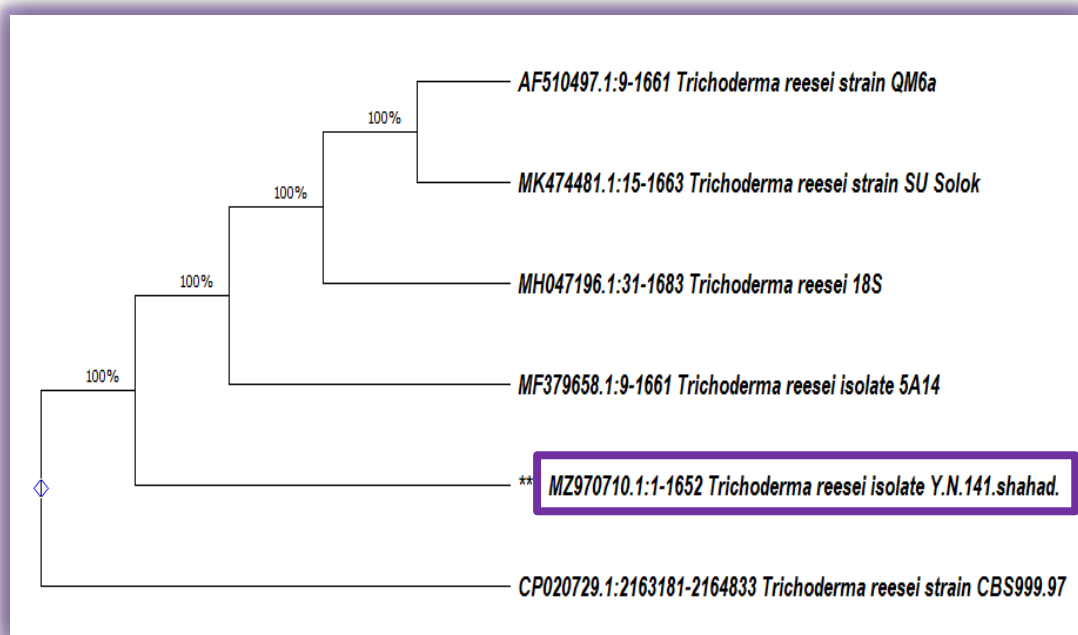 AF510497.1:9-1661 Trichoderma reesei strain QM6a
100%
MK474481.1:15-1663 Trichoderma reesei strain SU Solok
100%
MH047196.1:31-1683 Trichoderma reesei 18S
100%
MF379658.1:9-1661 Trichoderma reesei isolate 5A14
100%
** MZ970710.1:1-1652 Trichoderma reesei isolate Y.N.141.shahad.
CP020729.1:2163181-2164833 Trichoderma reesei strain CBS999.97